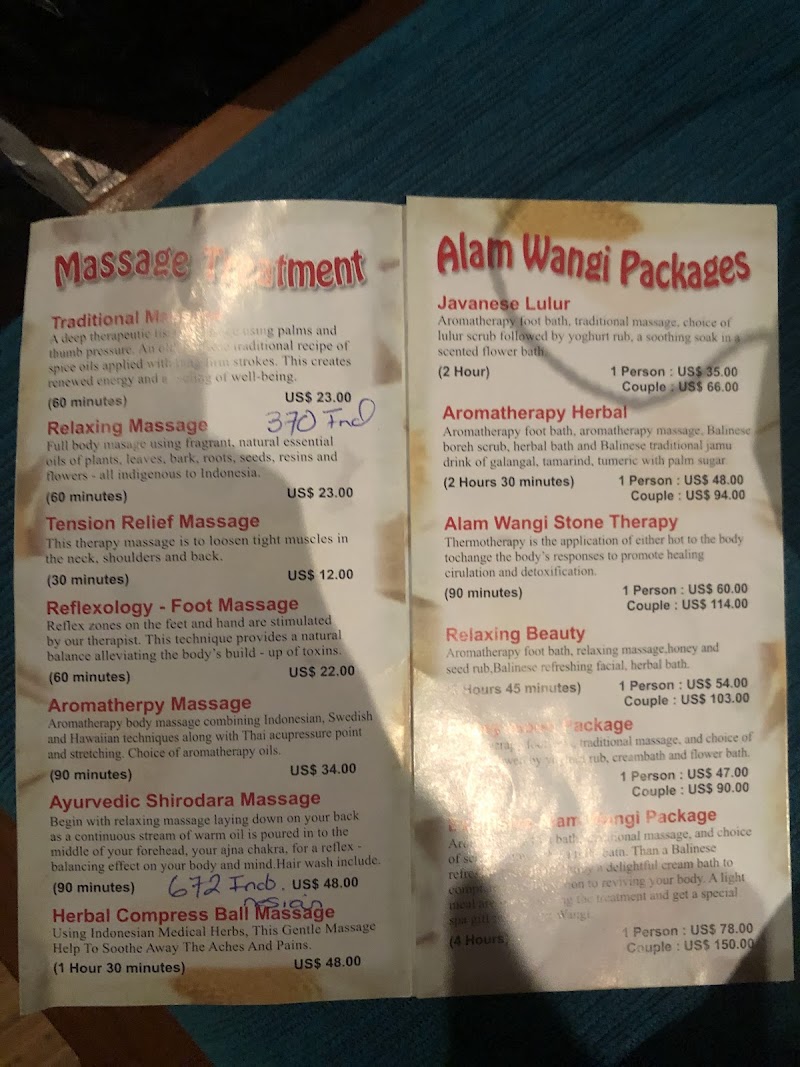 Massage Treatment
Traditional Massage
A deep therapeutic using palms and
thumb pressure. An traditional recipe of
spice oils applied with firm strokes. This creates
renewed energy and a of well-being.
(60 minutes) US$ 23.00
370 Ind
Relaxing Massage
Full body masage using fragrant, natural essential
oils of plants, leaves, bark, roots, seeds, resins and
flowers - all indigenous to Indonesia.
(60 minutes) US$ 23.00
Tension Relief Massage
This therapy massage is to loosen tight muscles in
the neck, shoulders and back.
(30 minutes) US$ 12.00
Reflexology - Foot Massage
Reflex zones on the feet and hand are stimulated
by our therapist. This technique provides a natural
balance alleviating the body's build - up of toxins.
(60 minutes) US$ 22.00
Aromatherpy Massage
Aromatherapy body massage combining Indonesian, Swedish
and Hawaiian techniques along with Thai acupressure point
and stretching. Choice of aromatherapy oils.
(90 minutes) US$ 34.00
Ayurvedic Shirodara Massage
Begin with relaxing massage laying down on your back
as a continuous stream of warm oil is poured in to the
middle of your forehead, your ajna chakra, for a reflex -
balancing effect on your body and mind.Hair wash include.
(90 minutes) 672 Indo. US$ 48.00
nesian
Herbal Compress Ball Massage
Using Indonesian Medical Herbs, This Gentle Massage
Help To Soothe Away The Aches And Pains.
(1 Hour 30 minutes) US$ 48.00
Alam Wangi Packages
Javanese Lulur
Aromatherapy foot bath, traditional massage, choice of
lulur scrub followed by yoghurt rub, a soothing soak in a
scented flower bath.
(2 Hour) 1 Person : US$ 35.00
Couple : US$ 66.00
Aromatherapy Herbal
Aromatherapy foot bath, aromatherapy massage, Balinese
boreh scrub, herbal bath and Balinese traditional jamu
drink of galangal, tamarind, tumeric with palm sugar
(2 Hours 30 minutes) 1 Person : US$ 48.00
Couple : US$ 94.00
Alam Wangi Stone Therapy
Thermotherapy is the application of either hot to the body
tochange the body's responses to promote healing
cirulation and detoxification.
(90 minutes) 1 Person : US$ 60.00
Couple : US$ 114.00
Relaxing Beauty
Aromatherapy foot bath, relaxing massage,honey and
seed rub,Balinese refreshing facial, herbal bath.
Hours 45 minutes) 1 Person : US$ 54.00
Couple : US$ 103.00
Package
traditional massage, and choice of
rub, creambath and flower bath.
1 Person : US$ 47.00
Couple : US$ 90.00
Alam Wangi Package
bath, massage, and choice
of bath. Than a Balinese
a delightful cream bath to
on to reviving your body. A light
the treatment and get a special
spa Wangi
(4 Hours) 1 Person : US$ 78.00
Couple : US$ 150.00